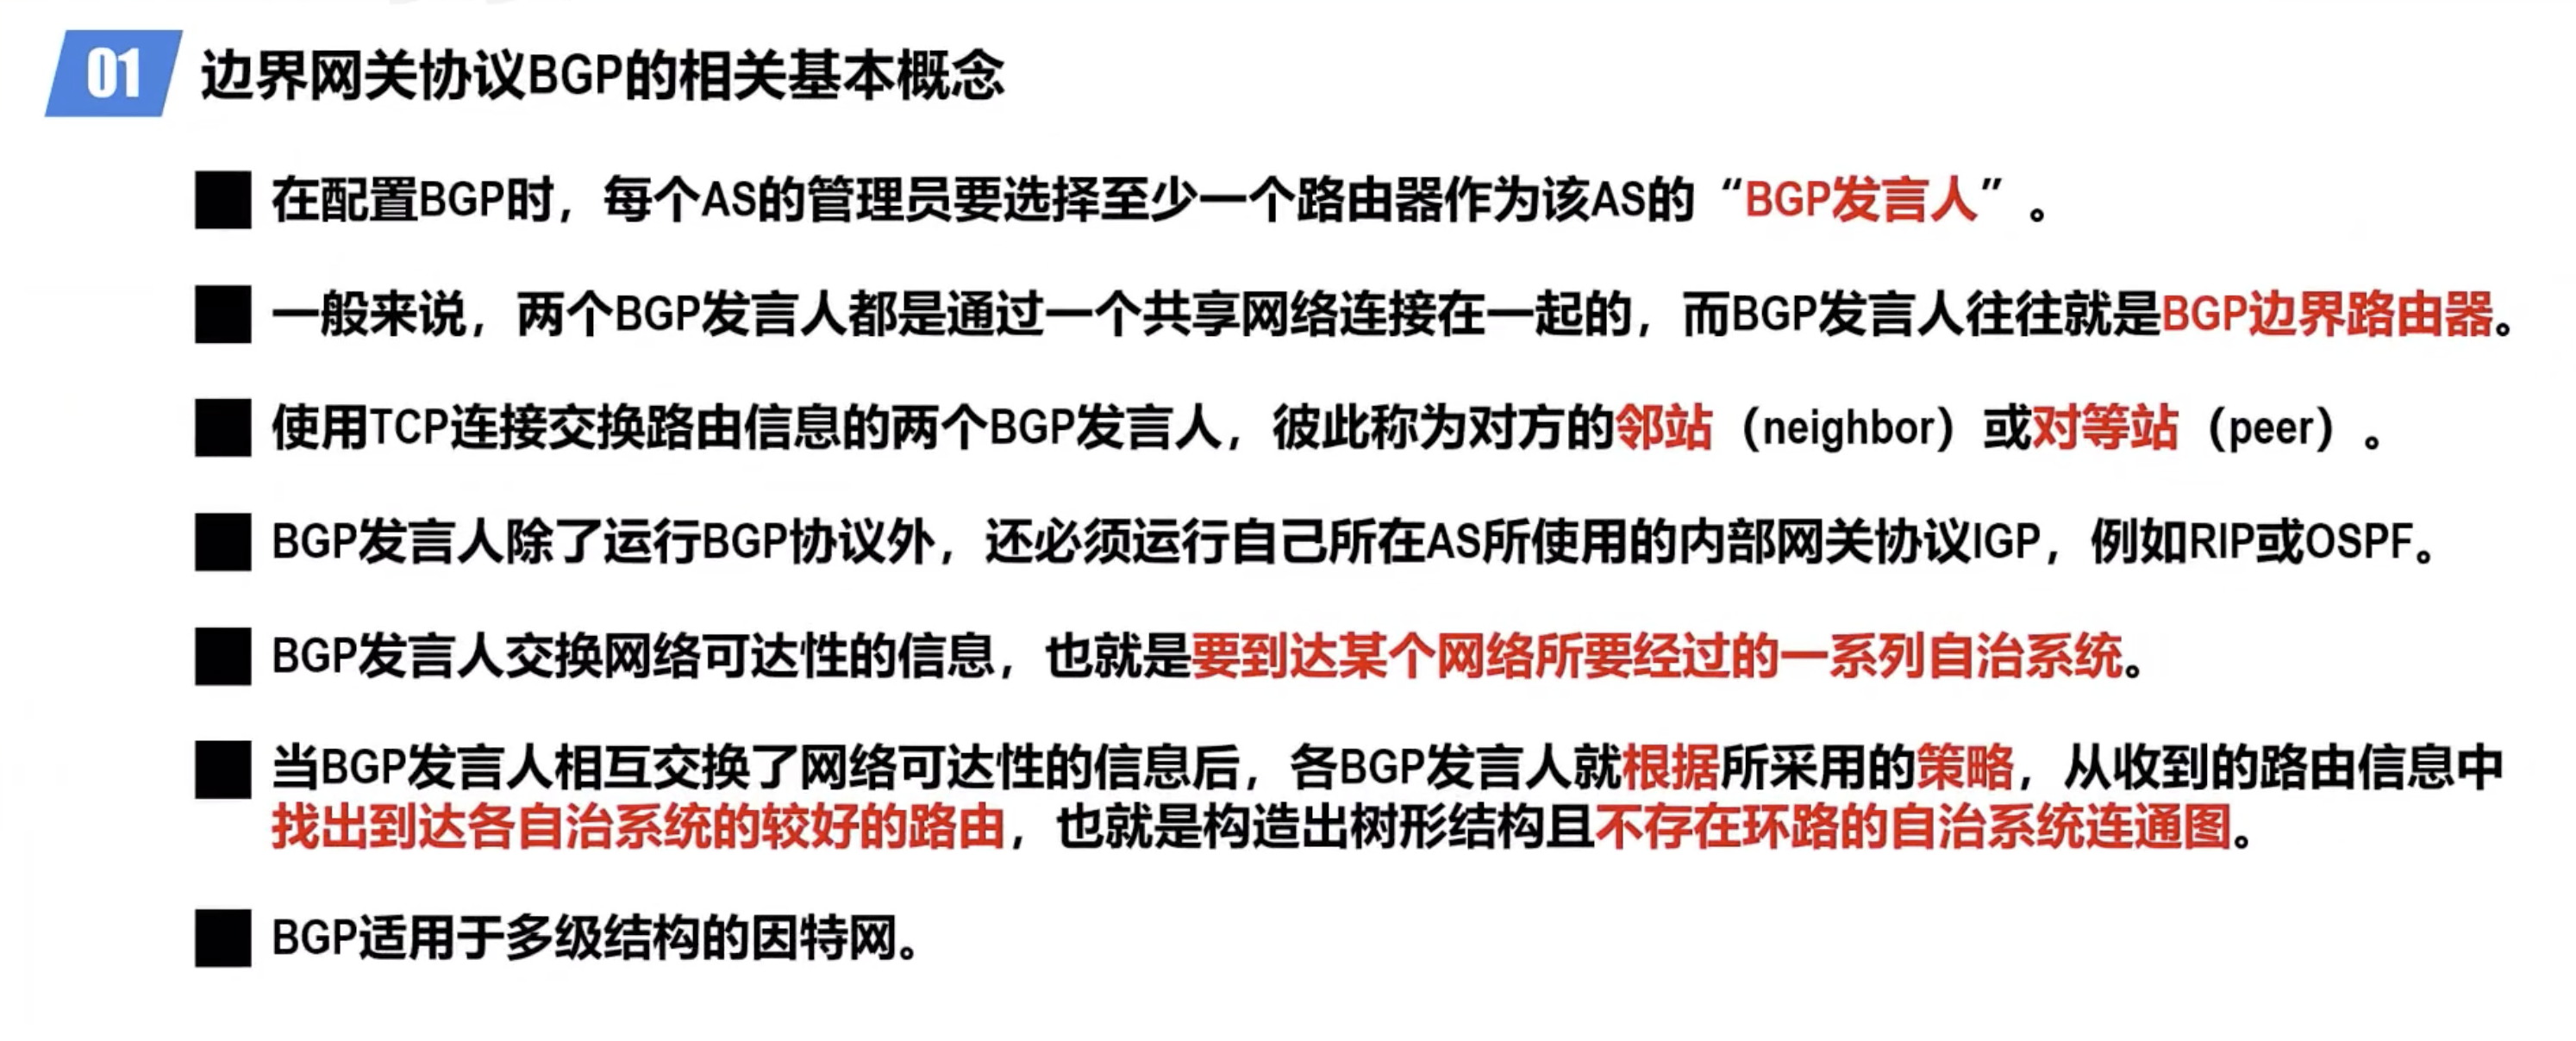 01 边界网关协议BGP的相关基本概念
在配置BGP时，每个AS的管理员要选择至少一个路由器作为该AS的“BGP发言人”。
一般来说，两个BGP发言人都是通过一个共享网络连接在一起的，而BGP发言人往往就是BGP边界路由器。
使用TCP连接交换路由信息的两个BGP发言人，彼此称为对方的邻站（neighbor）或对等站（peer）。
BGP发言人除了运行BGP协议外，还必须运行自己所在AS所使用的内部网关协议IGP，例如RIP或OSPF。
BGP发言人交换网络可达性的信息，也就是要到达某个网络所要经过的一系列自治系统。
当BGP发言人相互交换了网络可达性的信息后，各BGP发言人就根据所采用的策略，从收到的路由信息中
找出到达各自治系统的较好的路由，也就是构造出树形结构且不存在环路的自治系统连通图。
BGP适用于多级结构的因特网。